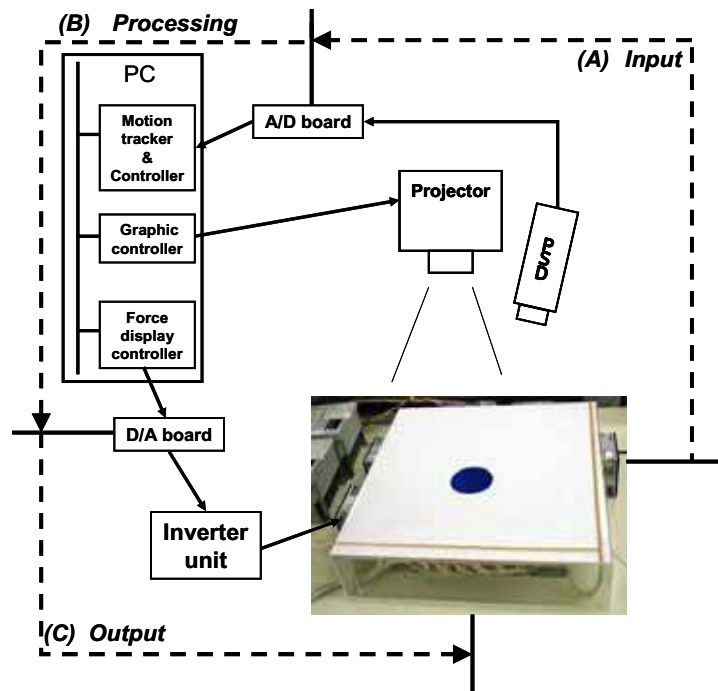 (B) Processing
(A) Input
PC
Motion
tracker
&
Controller
A/D board
Projector
PSD
Graphic
controller
Force
display
controller
D/A board
Inverter
unit
(C) Output